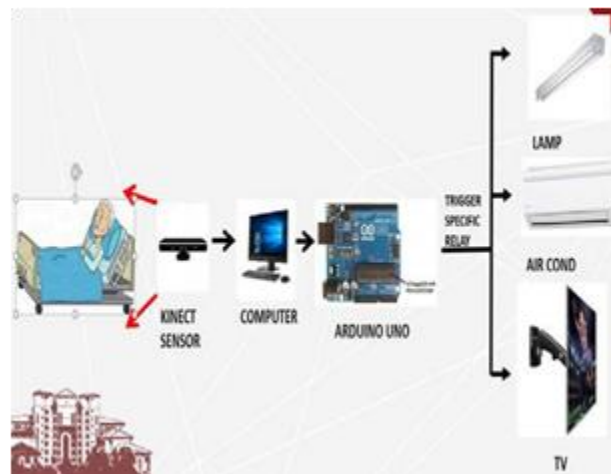 LAMP
TRIGGER
SPECIFIC
RELAY
AIR COND
KINECT
SENSOR
COMPUTER
ARDUINO UNO
TV